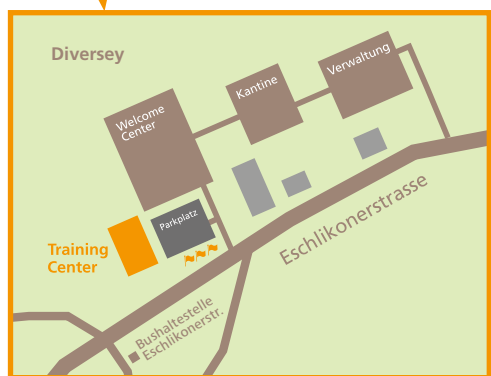 Diversey
Welcome
Center
Kantine
Verwaltung
Parkplatz
Training
Center
Eschlikonerstrasse
Bushaltestelle
Eschlikonerstr.